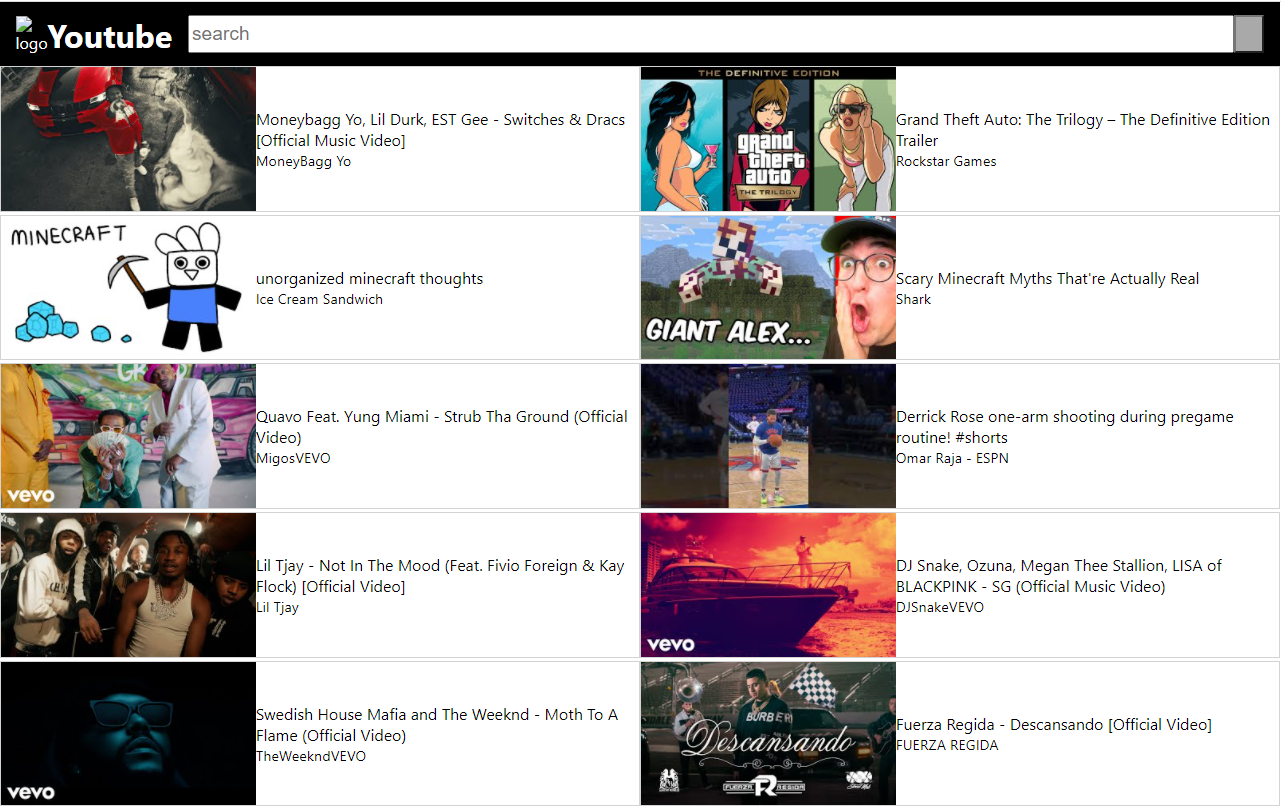 logo Youtube
search
Moneybagg Yo, Lil Durk, EST Gee - Switches & Dracs
[Official Music Video]
MoneyBagg Yo
THE DEFINITIVE EDITION
grand
theft
auto
THE TRILOGY
Grand Theft Auto: The Trilogy – The Definitive Edition
Trailer
Rockstar Games
MINECRAFT
unorganized minecraft thoughts
Ice Cream Sandwich
GIANT ALEX...
Scary Minecraft Myths That're Actually Real
Shark
vevo
Quavo Feat. Yung Miami - Strub Tha Ground (Official
Video)
MigosVEVO
Derrick Rose one-arm shooting during pregame
routine! #shorts
Omar Raja - ESPN
Lil Tjay - Not In The Mood (Feat. Fivio Foreign & Kay
Flock) [Official Video]
Lil Tjay
vevo
DJ Snake, Ozuna, Megan Thee Stallion, LISA of
BLACKPINK - SG (Official Music Video)
DJSnakeVEVO
vevo
Swedish House Mafia and The Weeknd - Moth To A
Flame (Official Video)
TheWeekndVEVO
BURBER
Descansando
FUERZA REGIDA
Fuerza Regida - Descansando [Official Video]
FUERZA REGIDA